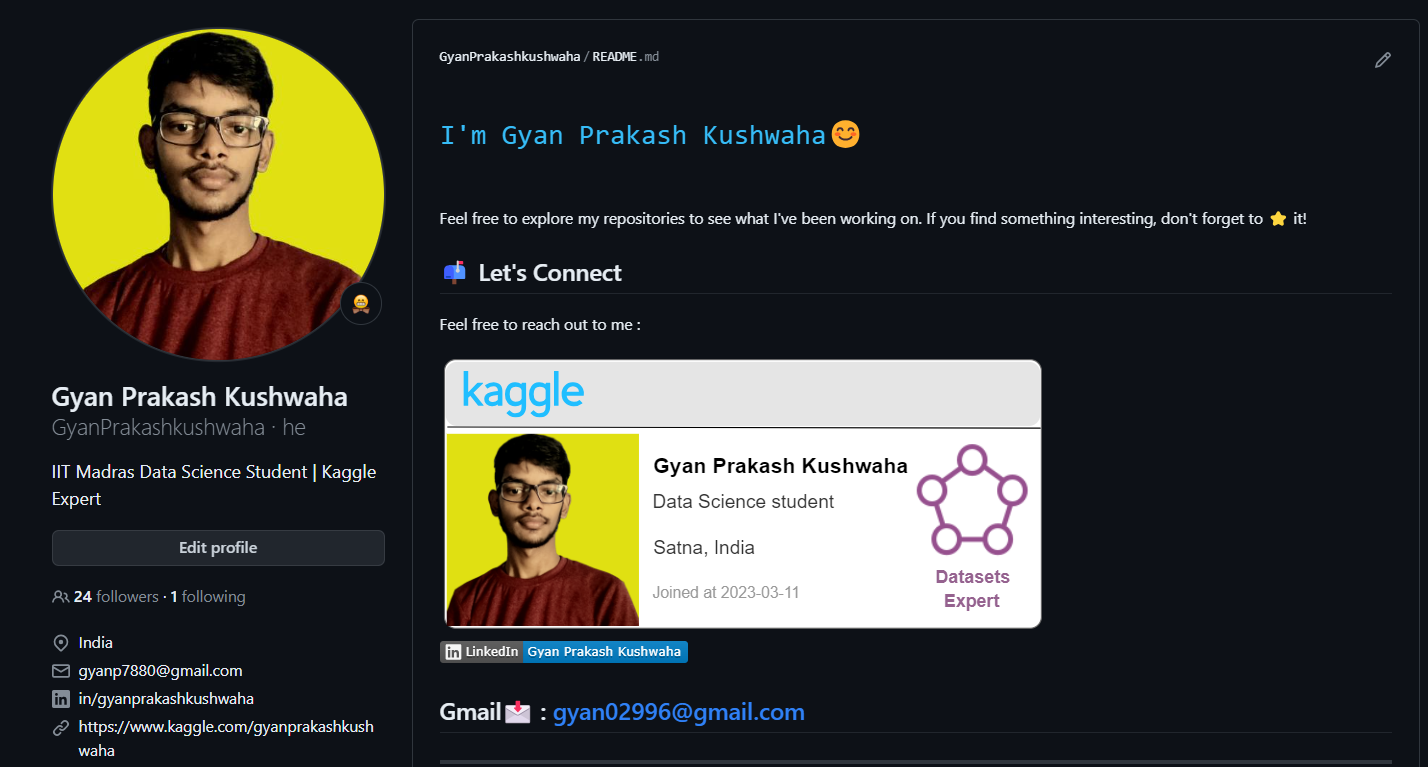 Gyan Prakash Kushwaha
GyanPrakashkushwaha · he
IIT Madras Data Science Student | Kaggle
Expert
Edit profile
24 followers · 1 following
India
gyanp7880@gmail.com
in/gyanprakashkushwaha
https://www.kaggle.com/gyanprakashkush
waha
GyanPrakashkushwaha / README.md
I'm Gyan Prakash Kushwaha😊
Feel free to explore my repositories to see what I've been working on. If you find something interesting, don't forget to ⭐ it!
📫 Let's Connect
Feel free to reach out to me :
kaggle
Gyan Prakash Kushwaha
Data Science student
Satna, India
Joined at 2023-03-11
Datasets
Expert
in LinkedIn Gyan Prakash Kushwaha
Gmail📩 : gyan02996@gmail.com